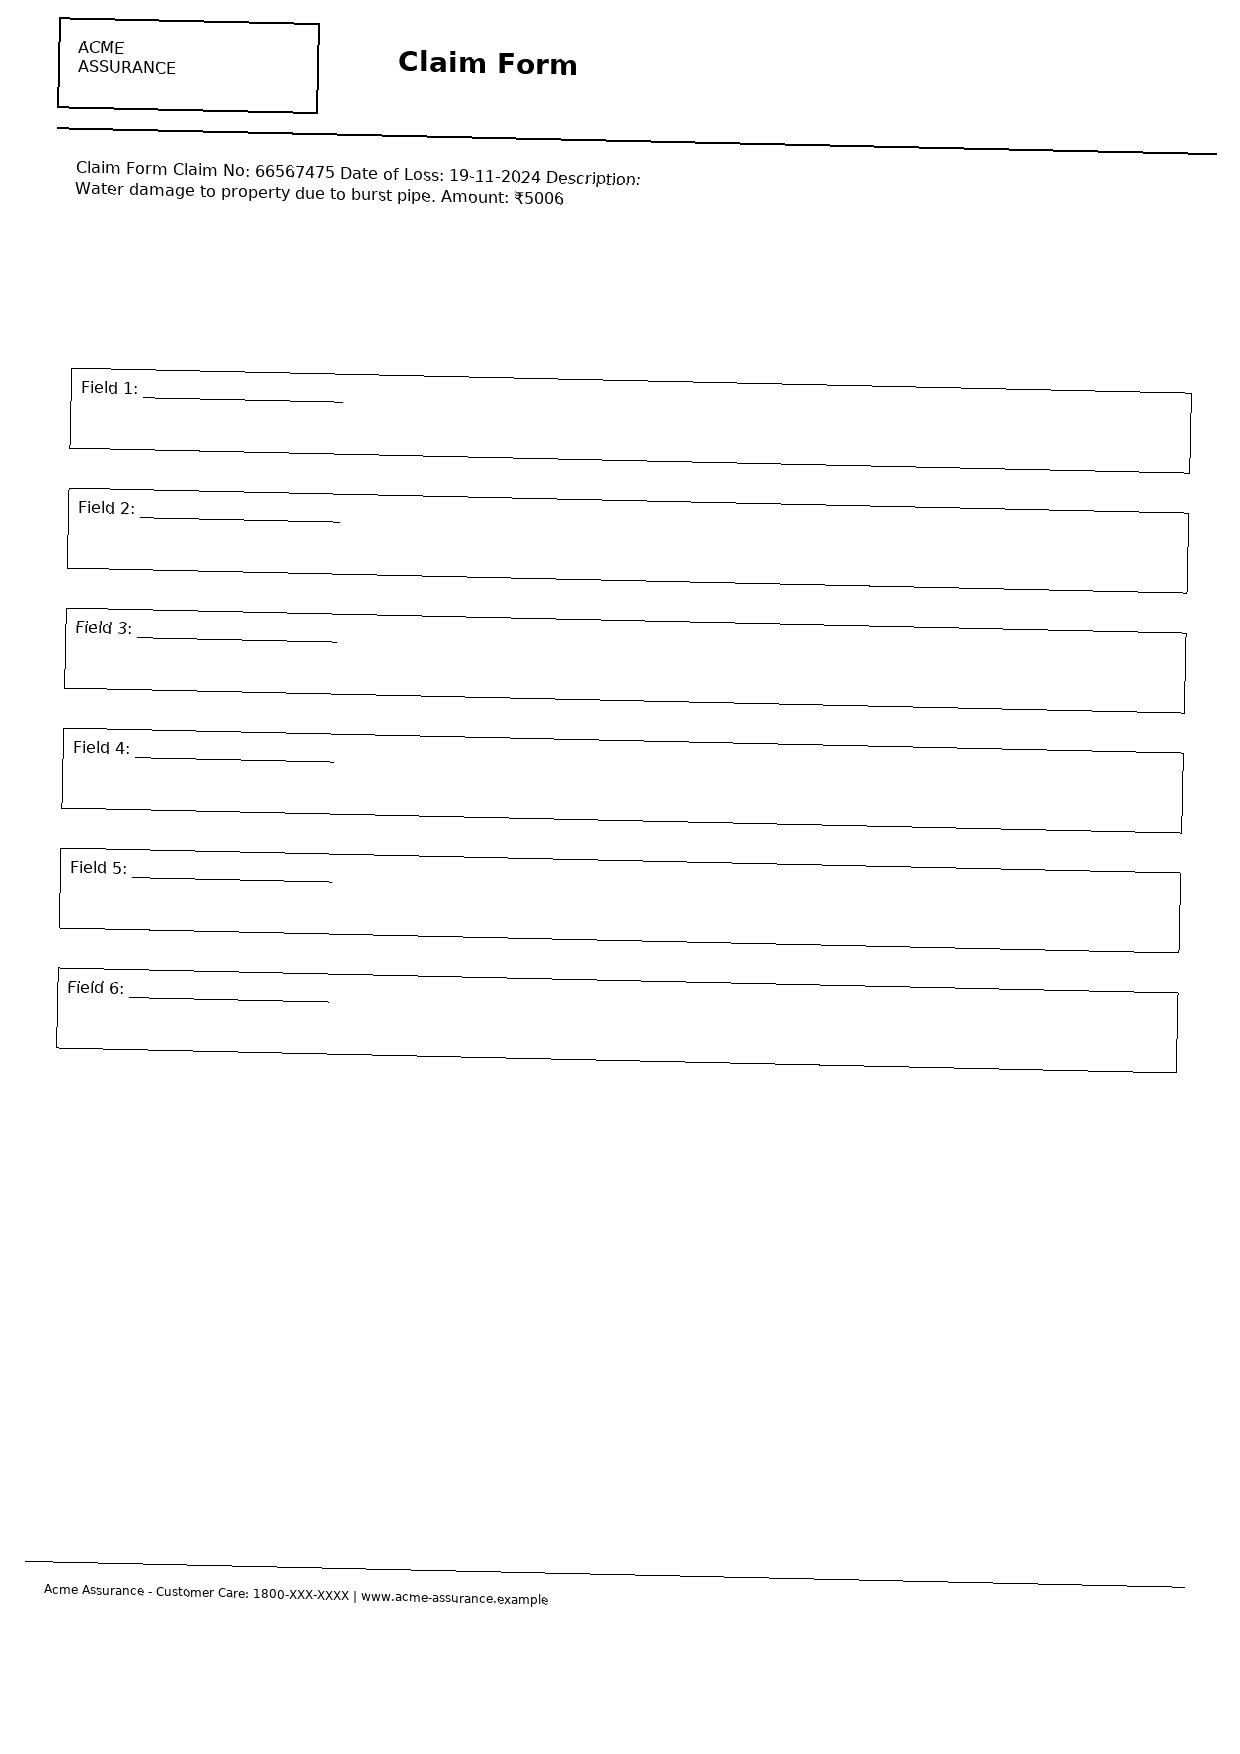 ACME
ASSURANCE
Claim Form
Claim Form Claim No: 66567475 Date of Loss: 19-11-2024 Description:
Water damage to property due to burst pipe. Amount: ₹5006
Field 1: ____________________
Field 2: ____________________
Field 3: ____________________
Field 4: ____________________
Field 5: ____________________
Field 6: ____________________
Acme Assurance - Customer Care: 1800-XXX-XXXX | www.acme-assurance.example